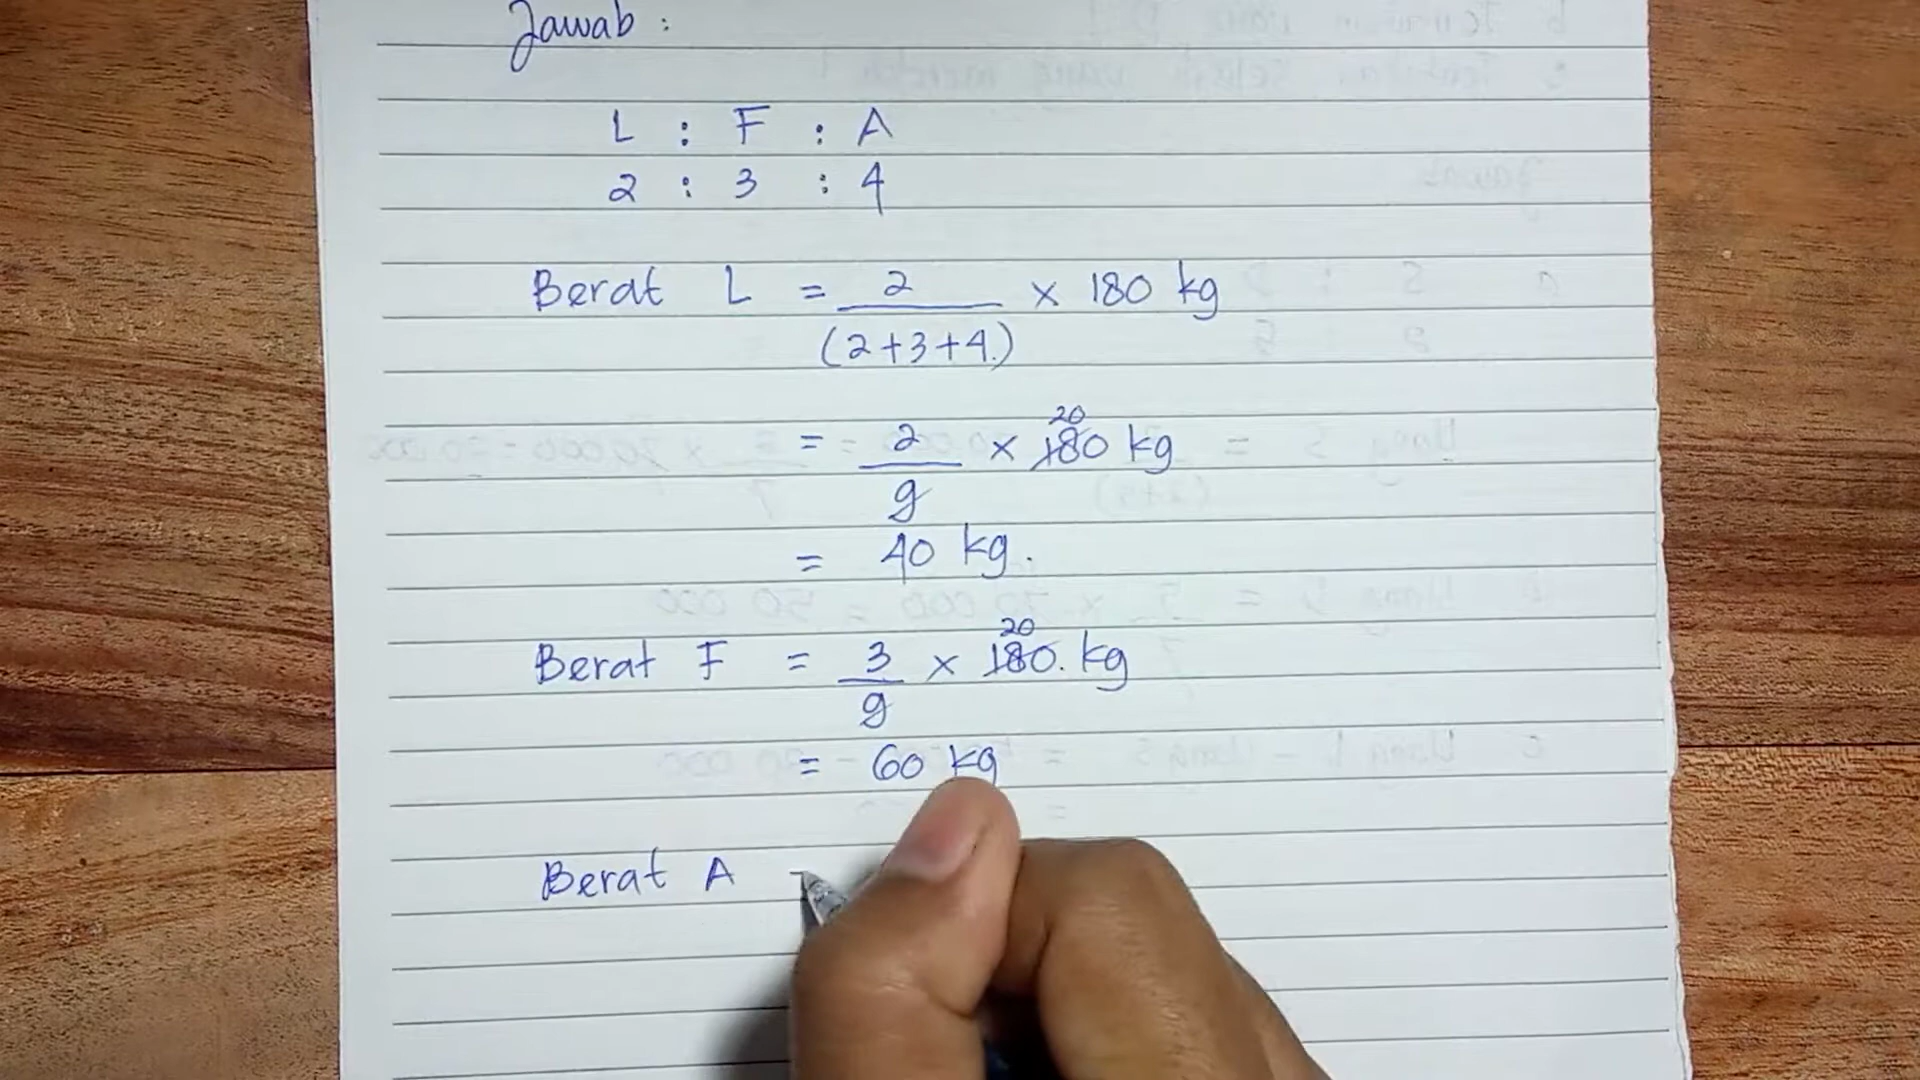 Jawab :
L : F : A
2 : 3 : 4
Berat L = 2/(2+3+4) × 180 kg
= 2/9 × 180 kg 20
= 40 kg.
Berat F = 3/9 × 180. kg 20
= 60 kg
Berat A